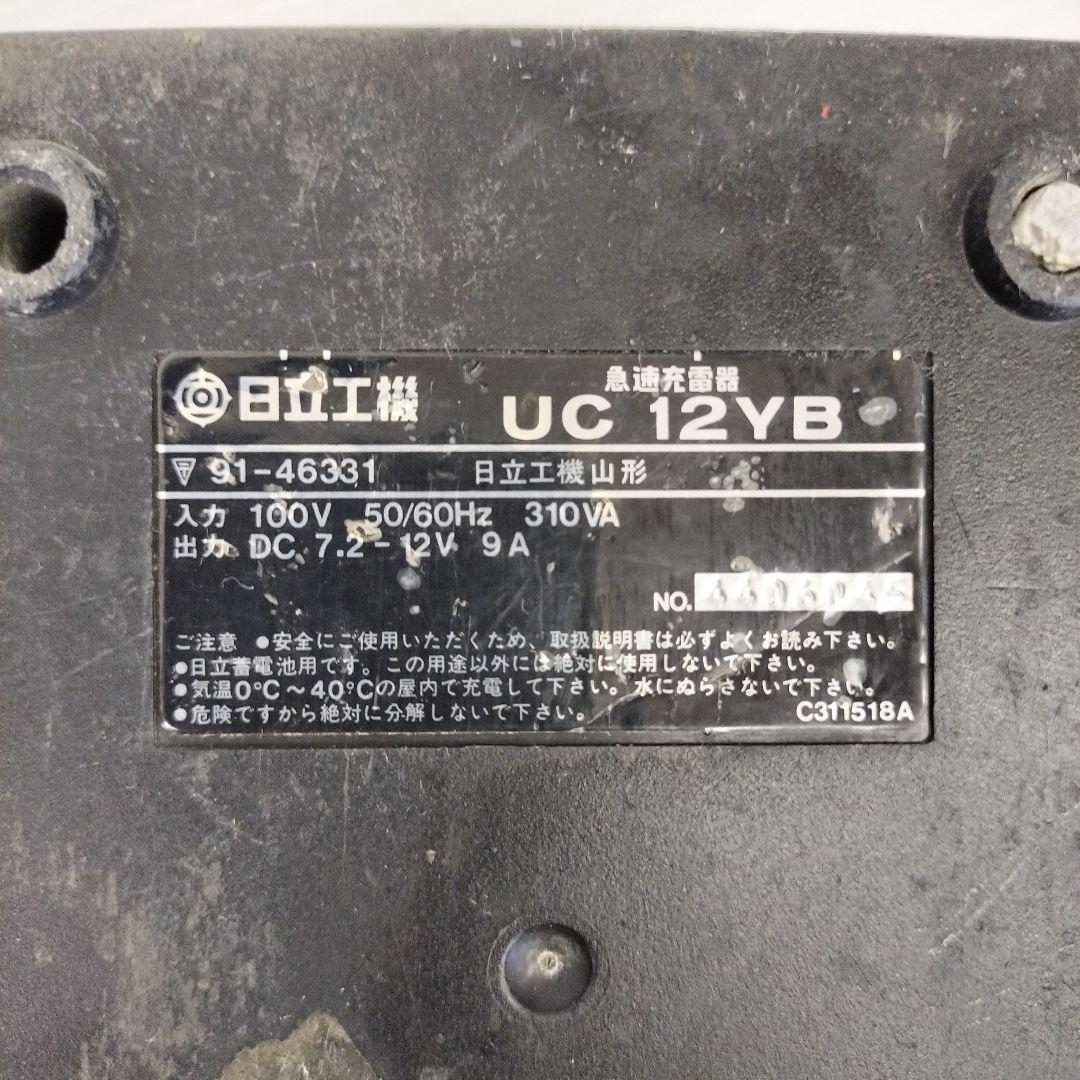 日立工機 急速充電器
UC 12YB
〒 91-46331 日立工機山形
入力 100V 50/60Hz 310VA
出力 DC 7.2-12V 9A
NO.
ご注意 ●安全にご使用いただくため、取扱説明書は必ずよくお読み下さい。
●日立蓄電池用です。この用途以外には絶対に使用しないで下さい。
●気温0℃~40℃の屋内で充電して下さい。水にぬらさないで下さい。
●危険ですから絶対に分解しないで下さい。
C311518A